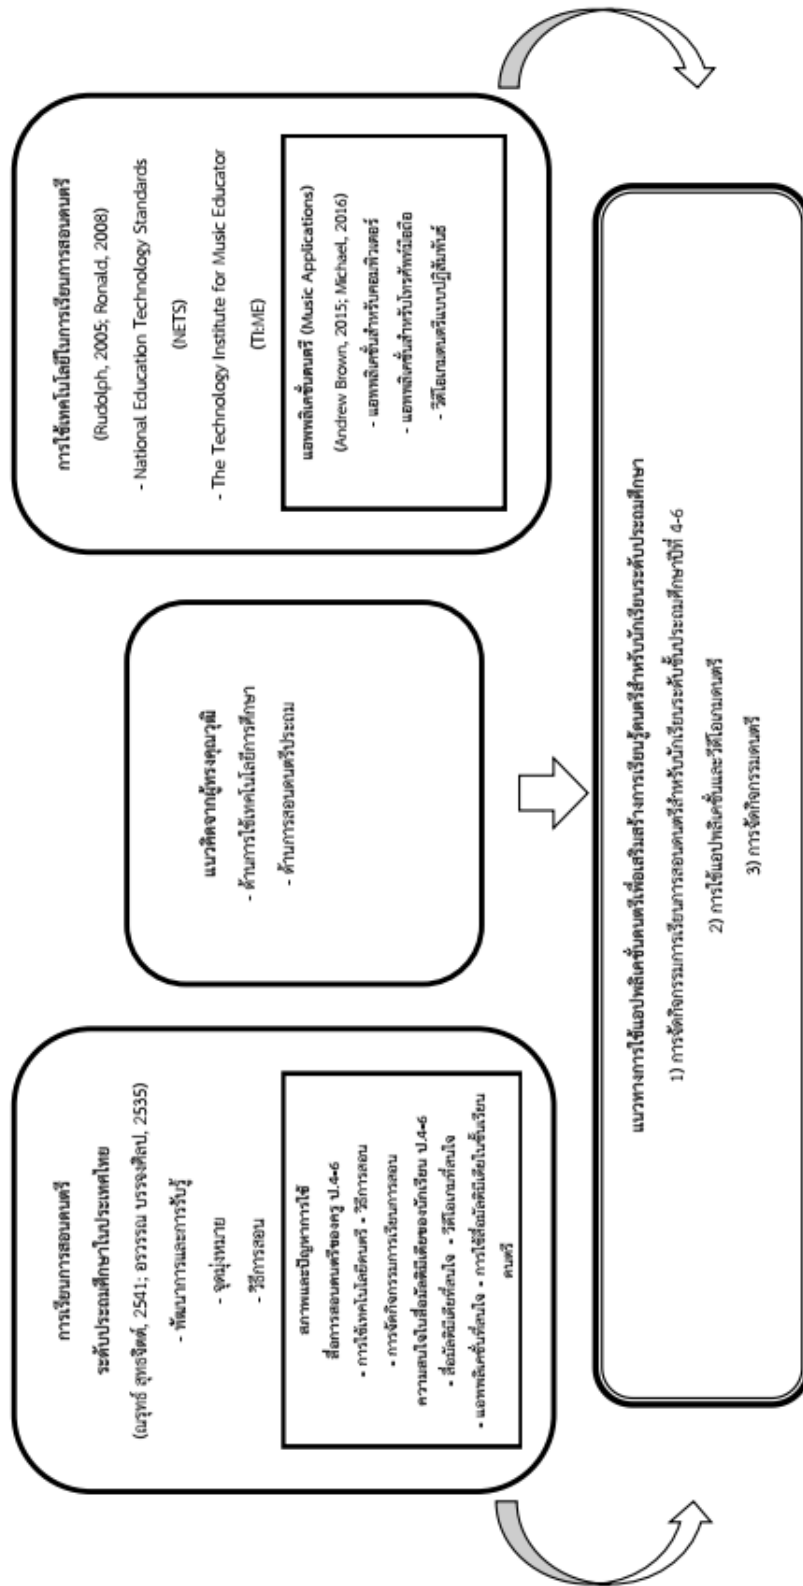 การเรียนการสอนดนตรี
ระดับประถมศึกษาในประเทศไทย
(ณรุทธ์ สุทธจิตต์, 2541; อรวรรณ บรรจงศิลป, 2535)
- พัฒนาการและการรับรู้
- จุดมุ่งหมาย
- วิธีการสอน
สภาพและปัญหาการใช้
สื่อการสอนดนตรีของครู ป.4-6
- การใช้เทคโนโลยีดนตรี - วิธีการสอน
- การจัดกิจกรรมการเรียนการสอน
ความสนใจในสื่อมัลติมีเดียของนักเรียน ป.4-6
- สื่อมัลติมีเดียที่สนใจ - วีดีโอเกมที่สนใจ
- แอพพลิเคชั่นที่สนใจ - การใช้สื่อมัลติมีเดียในชั้นเรียน
ดนตรี
แนวคิดจากผู้ทรงคุณวุฒิ
- ด้านการใช้เทคโนโลยีการศึกษา
- ด้านการสอนดนตรีประถม
การใช้เทคโนโลยีในการเรียนการสอนดนตรี
(Rudolph, 2005; Ronald, 2008)
- National Education Technology Standards
(NETS)
- The Technology Institute for Music Educator
(TI:ME)
แอพพลิเคชั่นดนตรี (Music Applications)
(Andrew Brown, 2015; Michael, 2016)
- แอพพลิเคชั่นสำหรับคอมพิวเตอร์
- แอพพลิเคชั่นสำหรับโทรศัพท์มือถือ
- วีดีโอเกมดนตรีแบบปฏิสัมพันธ์
แนวทางการใช้แอปพลิเคชั่นดนตรีเพื่อเสริมสร้างการเรียนรู้ดนตรีสำหรับนักเรียนระดับประถมศึกษา
1) การจัดกิจกรรมการเรียนการสอนดนตรีสำหรับนักเรียนระดับชั้นประถมศึกษาปีที่ 4-6
2) การใช้แอปพลิเคชั่นและวีดีโอเกมดนตรี
3) การจัดกิจกรรมดนตรี